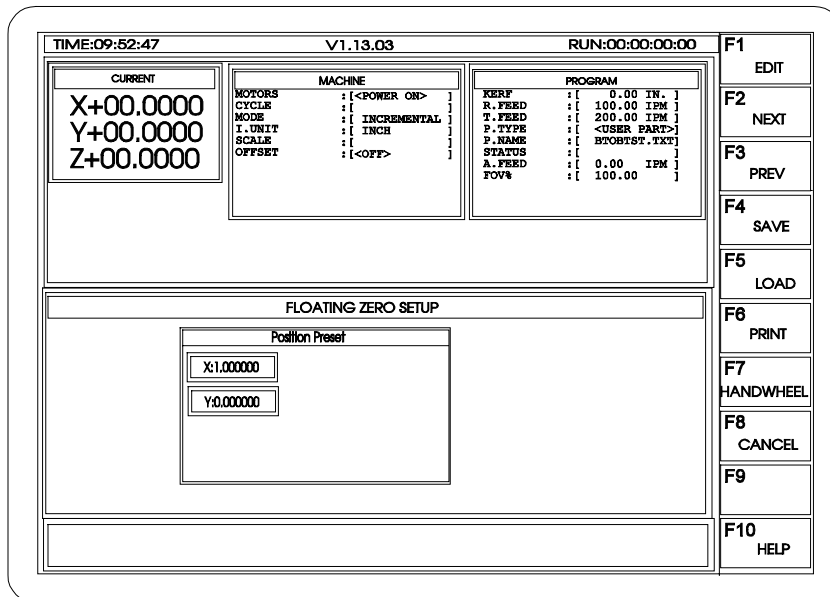 TIME:09:52:47 V1.13.03 RUN:00:00:00:00
CURRENT
X+00.0000
Y+00.0000
Z+00.0000
MACHINE
MOTORS :[<POWER ON> ]
CYCLE :[ ]
MODE :[ INCREMENTAL ]
I.UNIT :[ INCH ]
SCALE :[ ]
OFFSET :[<OFF> ]
PROGRAM
KERF :[ 0.00 IN. ]
R.FEED :[ 100.00 IPM ]
T.FEED :[ 200.00 IPM ]
P.TYPE :[ <USER PART>]
P.NAME :[ BTOBTST.TXT]
STATUS :[ ]
A.FEED :[ 0.00 IPM ]
FOV% :[ 100.00 ]
FLOATING ZERO SETUP
Position Preset
X:1.000000
Y:0.000000
F1
EDIT
F2
NEXT
F3
PREV
F4
SAVE
F5
LOAD
F6
PRINT
F7
HANDWHEEL
F8
CANCEL
F9
F10
HELP